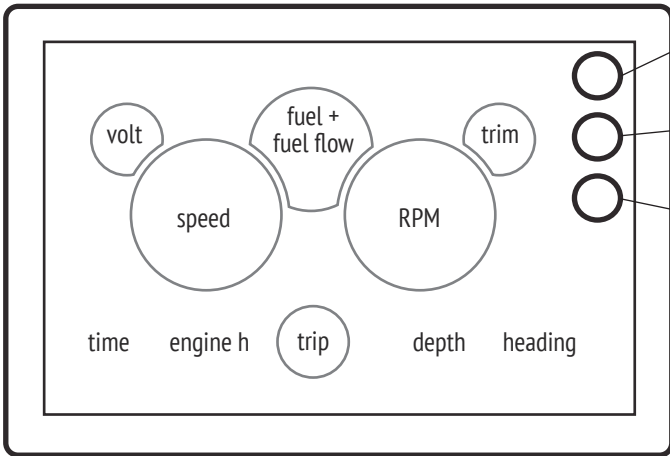 volt
fuel +
fuel flow
trim
speed
RPM
time
engine h
trip
depth
heading